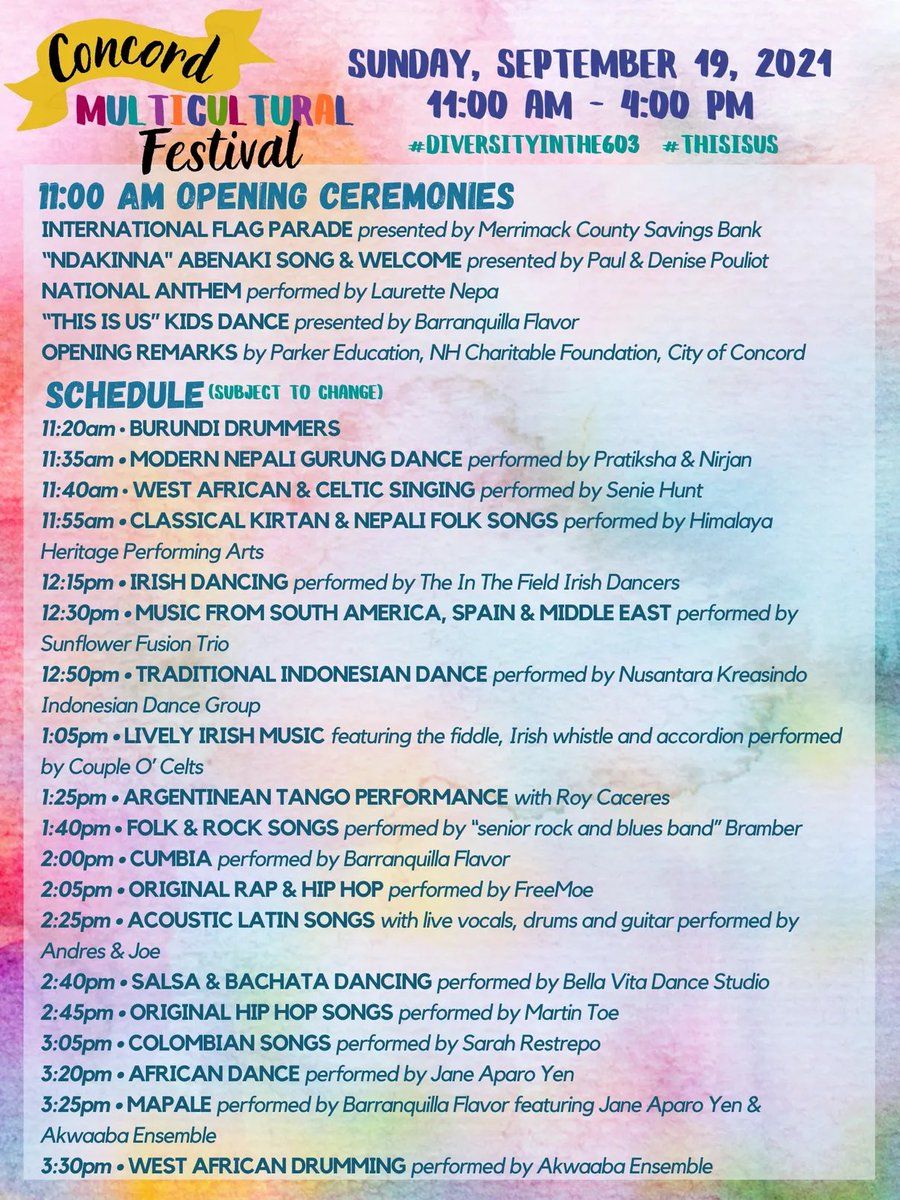 Concord
MULTICULTURAL
Festival
SUNDAY, SEPTEMBER 19, 2021
11:00 AM - 4:00 PM
#DIVERSITYINTHE603 #THISISUS
11:00 AM OPENING CEREMONIES
INTERNATIONAL FLAG PARADE presented by Merrimack County Savings Bank
“NDAKINNA" ABENAKI SONG & WELCOME presented by Paul & Denise Pouliot
NATIONAL ANTHEM performed by Laurette Nepa
“THIS IS US” KIDS DANCE presented by Barranquilla Flavor
OPENING REMARKS by Parker Education, NH Charitable Foundation, City of Concord
SCHEDULE (SUBJECT TO CHANGE)
11:20am • BURUNDI DRUMMERS
11:35am • MODERN NEPALI GURUNG DANCE performed by Pratiksha & Nirjan
11:40am • WEST AFRICAN & CELTIC SINGING performed by Senie Hunt
11:55am • CLASSICAL KIRTAN & NEPALI FOLK SONGS performed by Himalaya
Heritage Performing Arts
12:15pm • IRISH DANCING performed by The In The Field Irish Dancers
12:30pm • MUSIC FROM SOUTH AMERICA, SPAIN & MIDDLE EAST performed by
Sunflower Fusion Trio
12:50pm • TRADITIONAL INDONESIAN DANCE performed by Nusantara Kreasindo
Indonesian Dance Group
1:05pm • LIVELY IRISH MUSIC featuring the fiddle, Irish whistle and accordion performed
by Couple O’ Celts
1:25pm • ARGENTINEAN TANGO PERFORMANCE with Roy Caceres
1:40pm • FOLK & ROCK SONGS performed by “senior rock and blues band” Bramber
2:00pm • CUMBIA performed by Barranquilla Flavor
2:05pm • ORIGINAL RAP & HIP HOP performed by FreeMoe
2:25pm • ACOUSTIC LATIN SONGS with live vocals, drums and guitar performed by
Andres & Joe
2:40pm • SALSA & BACHATA DANCING performed by Bella Vita Dance Studio
2:45pm • ORIGINAL HIP HOP SONGS performed by Martin Toe
3:05pm • COLOMBIAN SONGS performed by Sarah Restrepo
3:20pm • AFRICAN DANCE performed by Jane Aparo Yen
3:25pm • MAPALE performed by Barranquilla Flavor featuring Jane Aparo Yen &
Akwaaba Ensemble
3:30pm • WEST AFRICAN DRUMMING performed by Akwaaba Ensemble